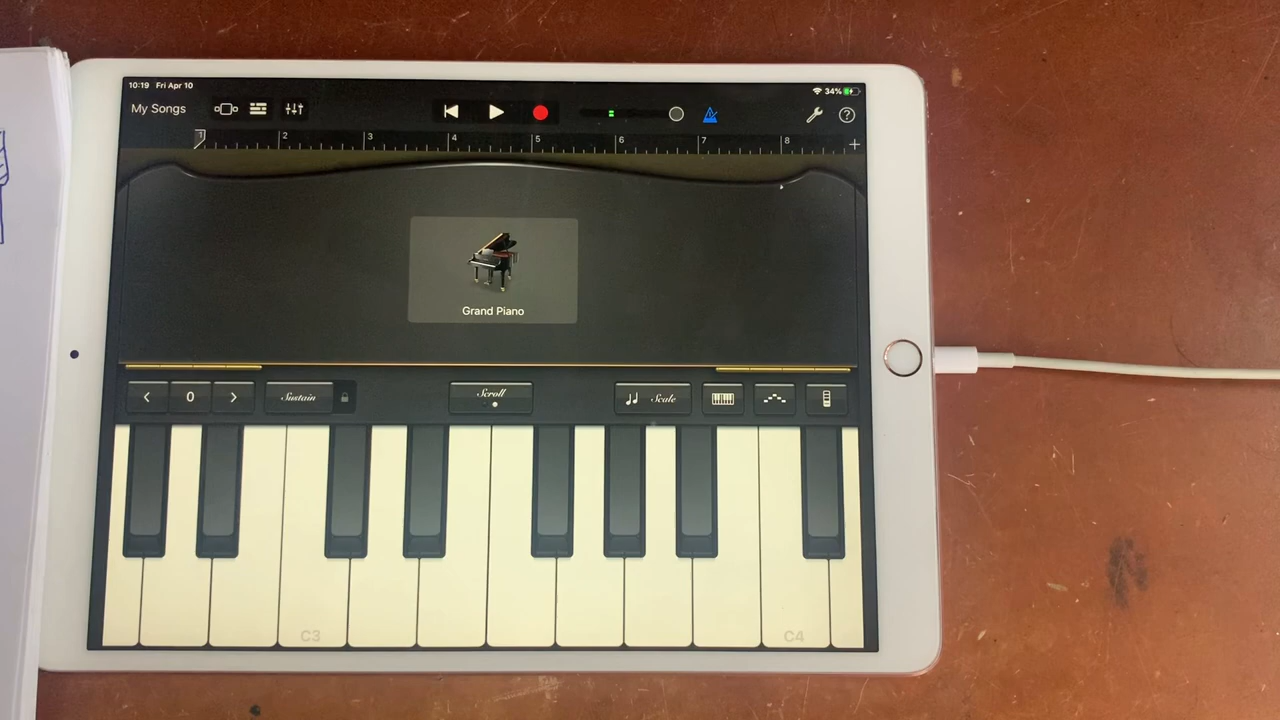 10:19 Fri Apr 10 34%
My Songs
1 2 3 4 5 6 7 8 +
Grand Piano
0 Sustain Scroll Scale
C3 C4